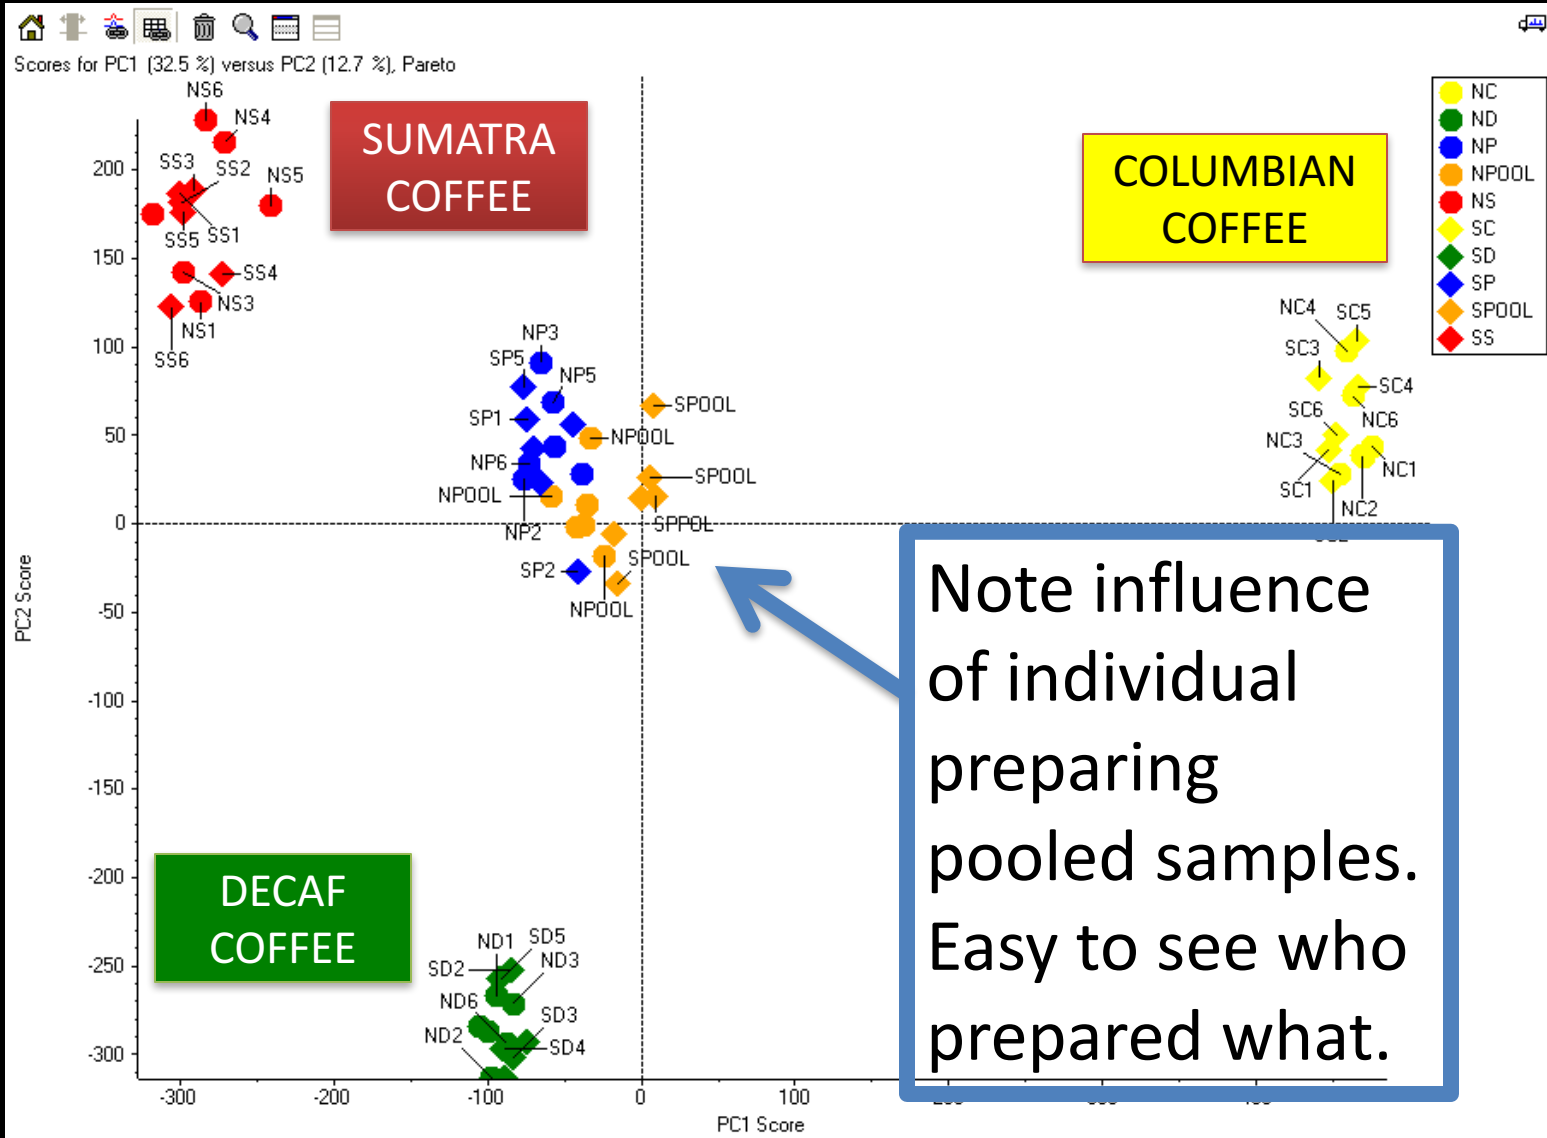 Scores for PC1 (32.5 %) versus PC2 (12.7 %), Pareto
SUMATRA
COFFEE
COLUMBIAN
COFFEE
NC
ND
NP
NPOOL
NS
SC
SD
SP
SPOOL
SS
NS6
NS4
SS3
SS2
NS5
SS5
SS1
SS4
NS3
NS1
SS6
NP3
SP5
NP5
SP1
SPOOL
NPOOL
NP6
SPOOL
NPOOL
SPPOL
NP2
SPOOL
SP2
NPOOL
NC4
SC5
SC3
SC4
SC6
NC6
NC3
NC1
SC1
NC2
200
150
100
50
0
-50
-100
-150
-200
-250
-300
PC2 Score
Note influence
of individual
preparing
pooled samples.
Easy to see who
prepared what.
DECAF
COFFEE
ND1
SD5
SD2
ND3
ND6
SD3
ND2
SD4
-300
-200
-100
0
100
PC1 Score